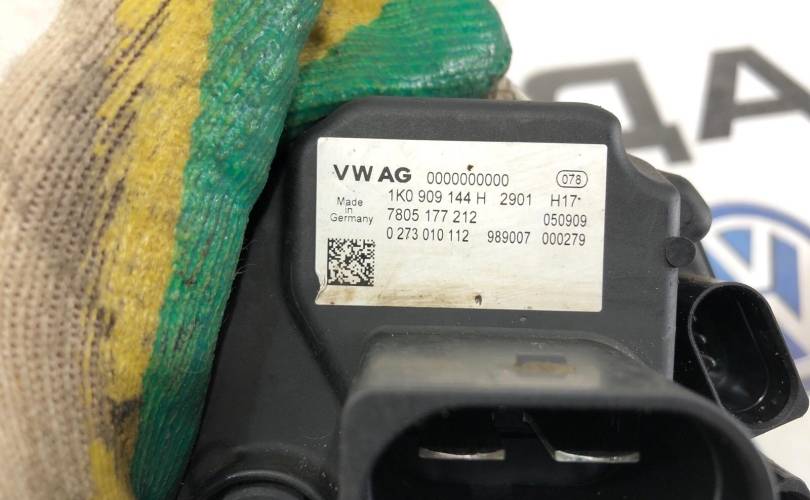 ДА
VW AG 0000000000 078
1K0 909 144 H 2901 H17*
Made in Germany
7805 177 212 050909
0 273 010 112 989007 000279